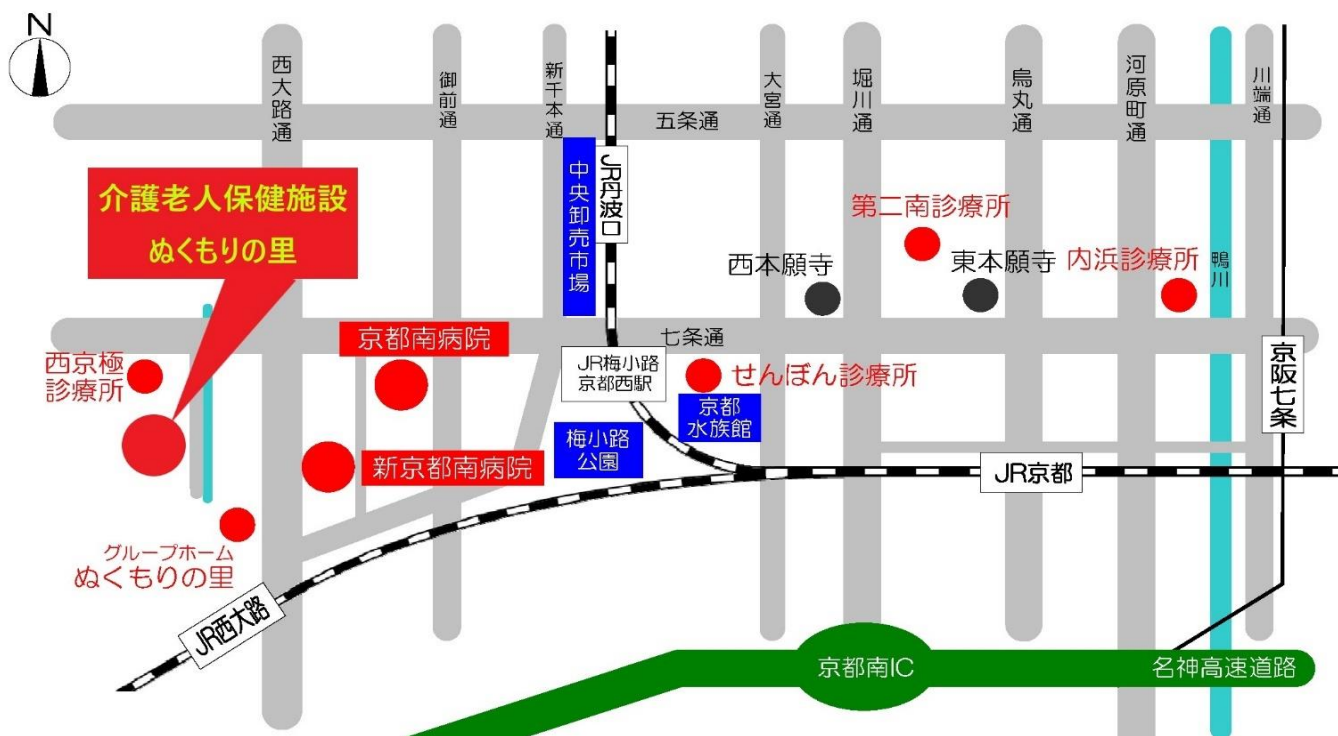 N
西大路通
御前通
新千本通
大宮通
堀川通
烏丸通
河原町通
川端通
五条通
介護老人保健施設
ぬくもりの里
中央卸売市場
JR丹波口
第二南診療所
西本願寺
東本願寺
内浜診療所
鴨川
七条通
京都南病院
西京極
診療所
JR梅小路
京都西駅
せんぼん診療所
京都
水族館
京阪七条
梅小路
公園
新京都南病院
JR京都
グループホーム
ぬくもりの里
JR西大路
京都南IC
名神高速道路